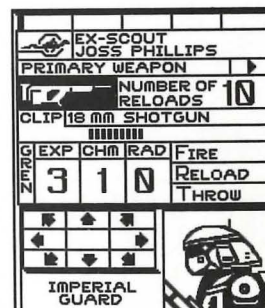 EX-SCOUT
JOSS PHILLIPS
PRIMARY WEAPON
NUMBER OF
RELOADS 10
CLIP 18 MM SHOTGUN
GREEN
EXP CHM RAD
3 1 0
FIRE
RELOAD
THROW
IMPERIAL
GUARD